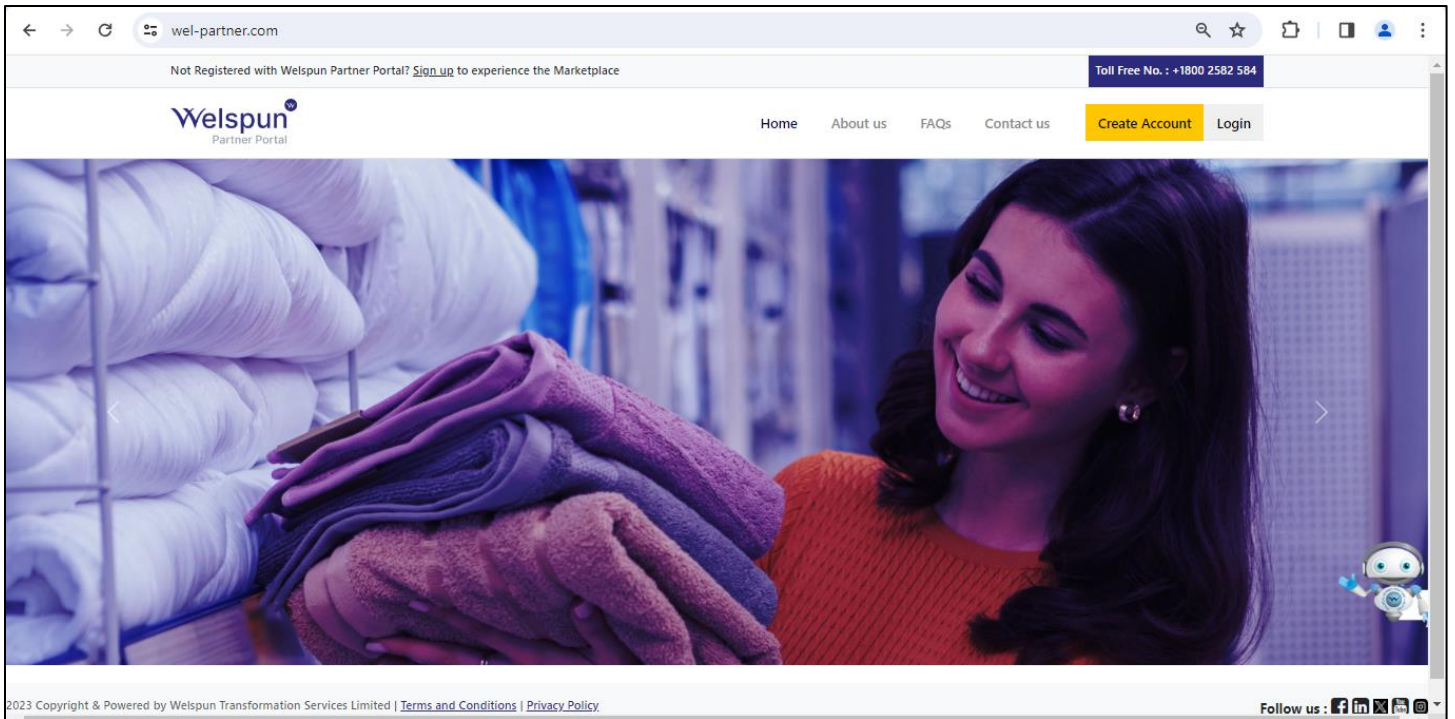 wel-partner.com
Not Registered with Welspun Partner Portal? Sign up to experience the Marketplace
Toll Free No. : +1800 2582 584
Welspun
Partner Portal
Home About us FAQs Contact us Create Account Login
2023 Copyright & Powered by Welspun Transformation Services Limited | Terms and Conditions | Privacy Policy
Follow us :